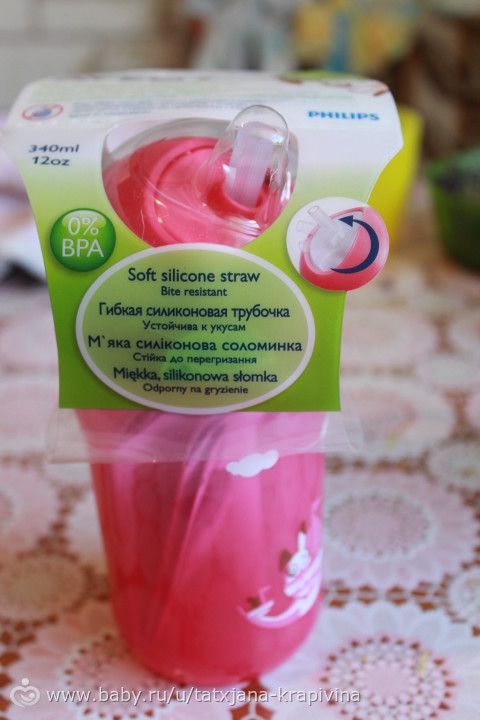 PHILIPS
340ml
12oz
0%
BPA
Soft silicone straw
Bite resistant
Гибкая силиконовая трубочка
Устойчива к укусам
М`яка силіконова соломинка
Стійка до перегризання
Miękka, silikonowa słomka
Odporny na gryzienie
www.baby.ru/u/tatxjana-krapivina